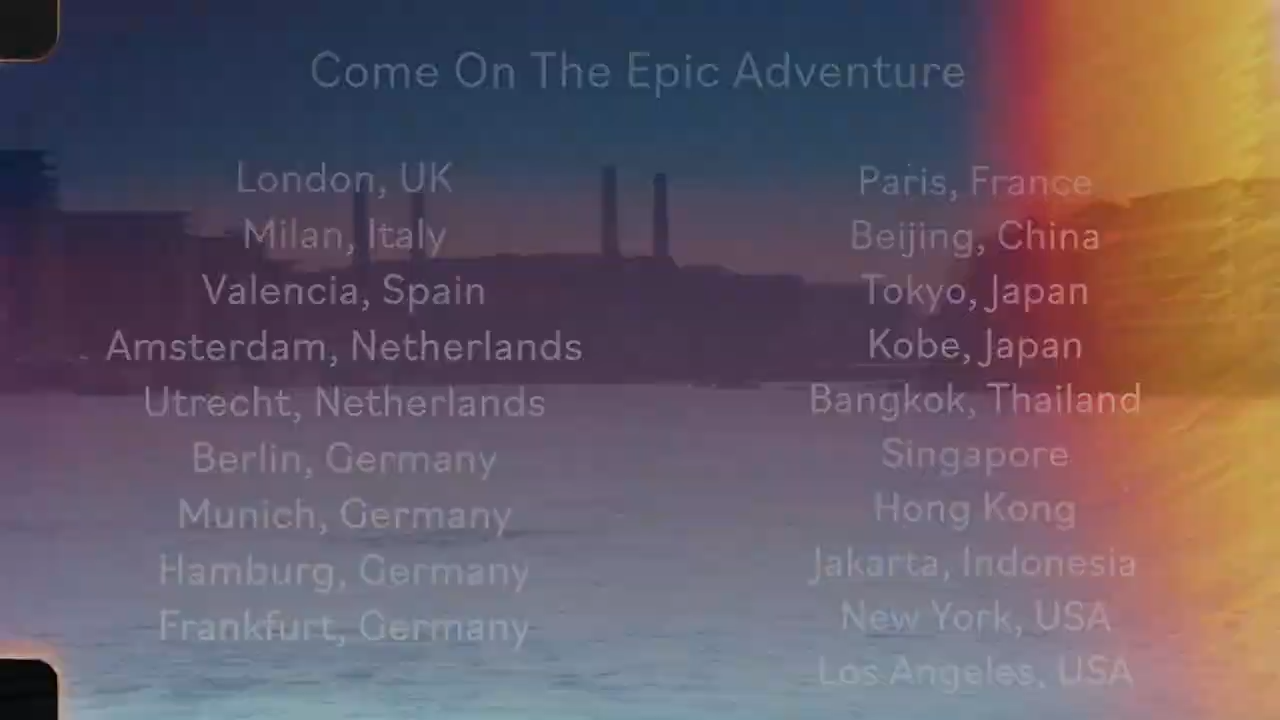 Come On The Epic Adventure
London, UK
Milan, Italy
Valencia, Spain
Amsterdam, Netherlands
Utrecht, Netherlands
Berlin, Germany
Munich, Germany
Hamburg, Germany
Frankfurt, Germany
Paris, France
Beijing, China
Tokyo, Japan
Kobe, Japan
Bangkok, Thailand
Singapore
Hong Kong
Jakarta, Indonesia
New York, USA
Los Angeles, USA